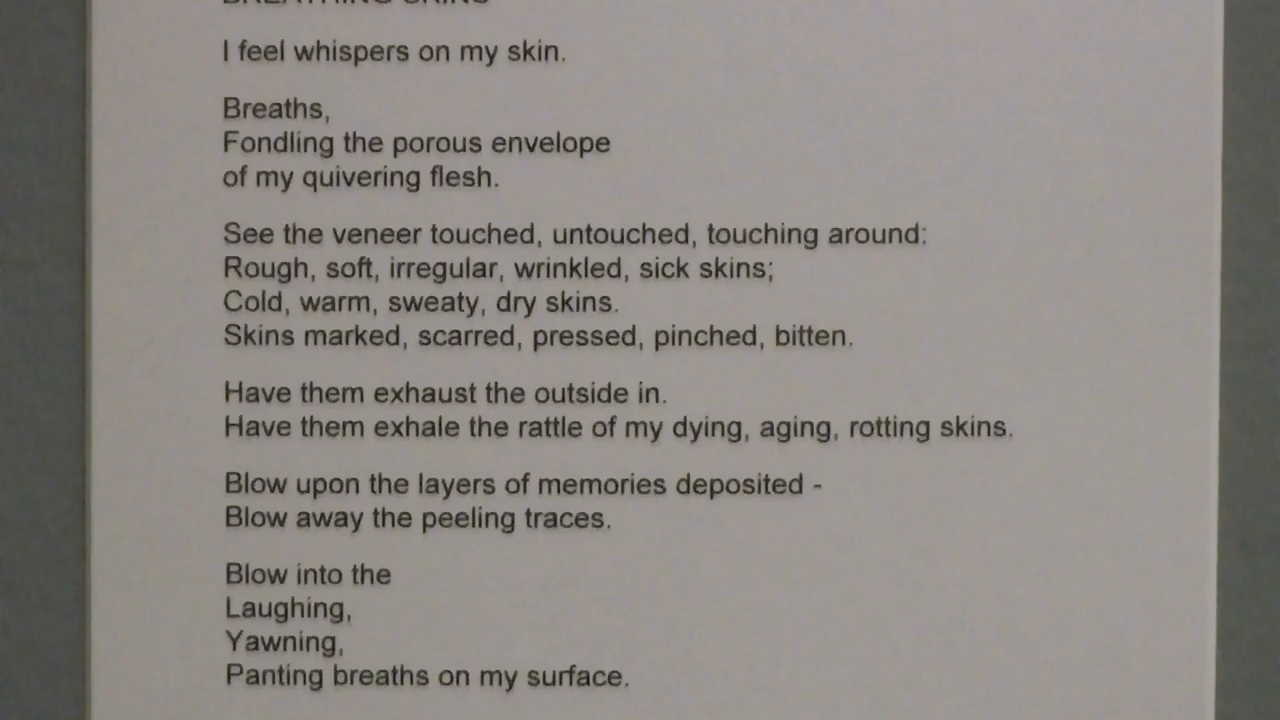 BREATHING SKINS
I feel whispers on my skin.
Breaths,
Fondling the porous envelope
of my quivering flesh.
See the veneer touched, untouched, touching around:
Rough, soft, irregular, wrinkled, sick skins;
Cold, warm, sweaty, dry skins.
Skins marked, scarred, pressed, pinched, bitten.
Have them exhaust the outside in.
Have them exhale the rattle of my dying, aging, rotting skins.
Blow upon the layers of memories deposited -
Blow away the peeling traces.
Blow into the
Laughing,
Yawning,
Panting breaths on my surface.